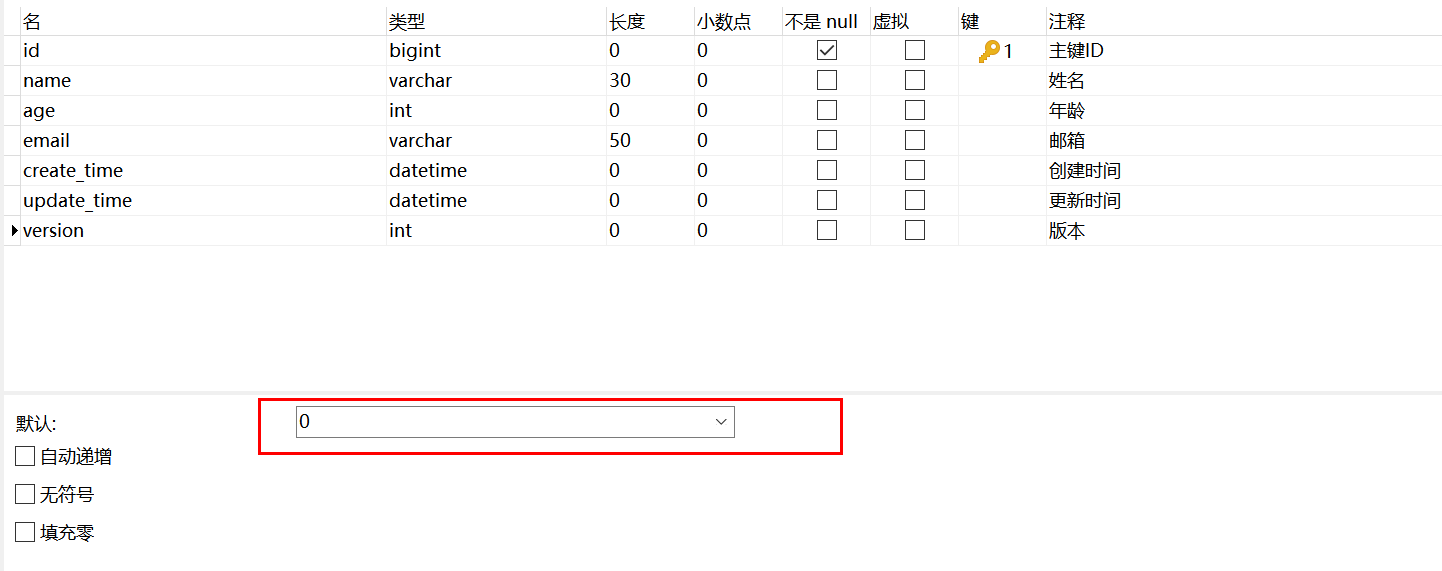 名 类型 长度 小数点 不是 null 虚拟 键 注释
id bigint 0 0 1 主键ID
name varchar 30 0 姓名
age int 0 0 年龄
email varchar 50 0 邮箱
create_time datetime 0 0 创建时间
update_time datetime 0 0 更新时间
version int 0 0 版本
默认: 0
自动递增
无符号
填充零